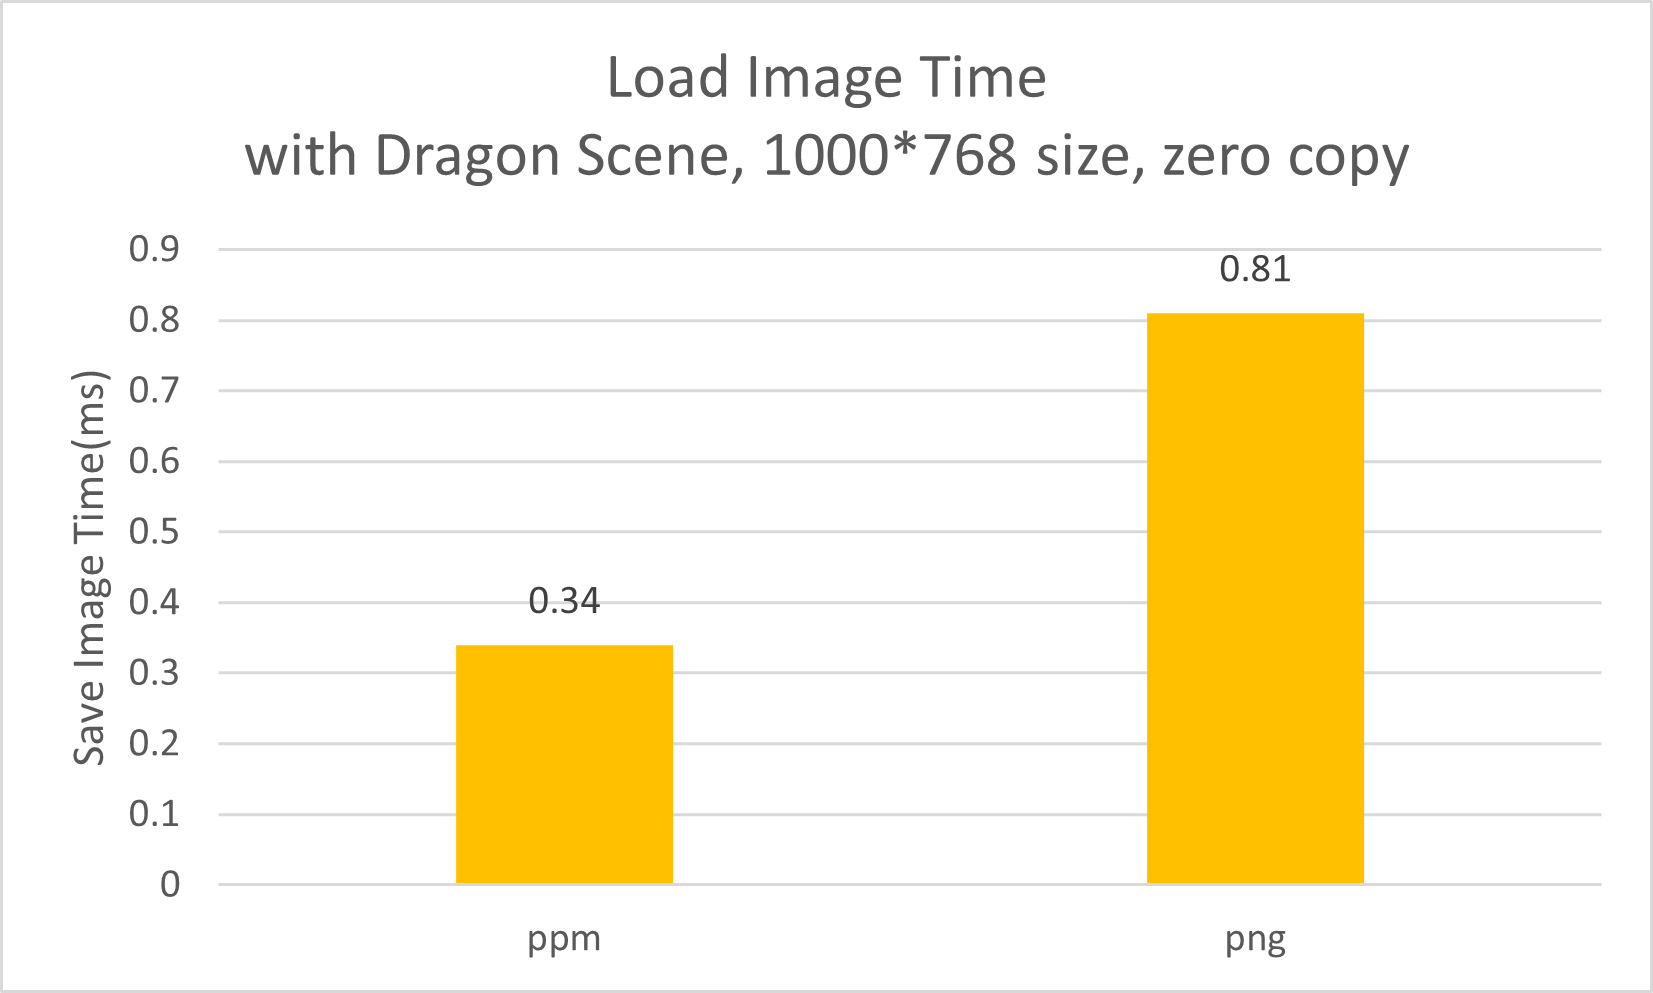 Load Image Time
with Dragon Scene, 1000*768 size, zero copy
Save Image Time(ms)
0.9
0.8
0.7
0.6
0.5
0.4
0.3
0.2
0.1
0
0.34
0.81
ppm
png